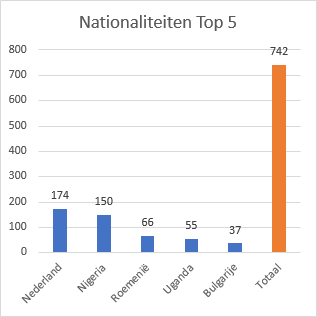 Nationaliteiten Top 5
800
700
600
500
400
300
200
100
0
174
150
66
55
37
742
Nederland
Nigeria
Roemenië
Uganda
Bulgarije
Totaal